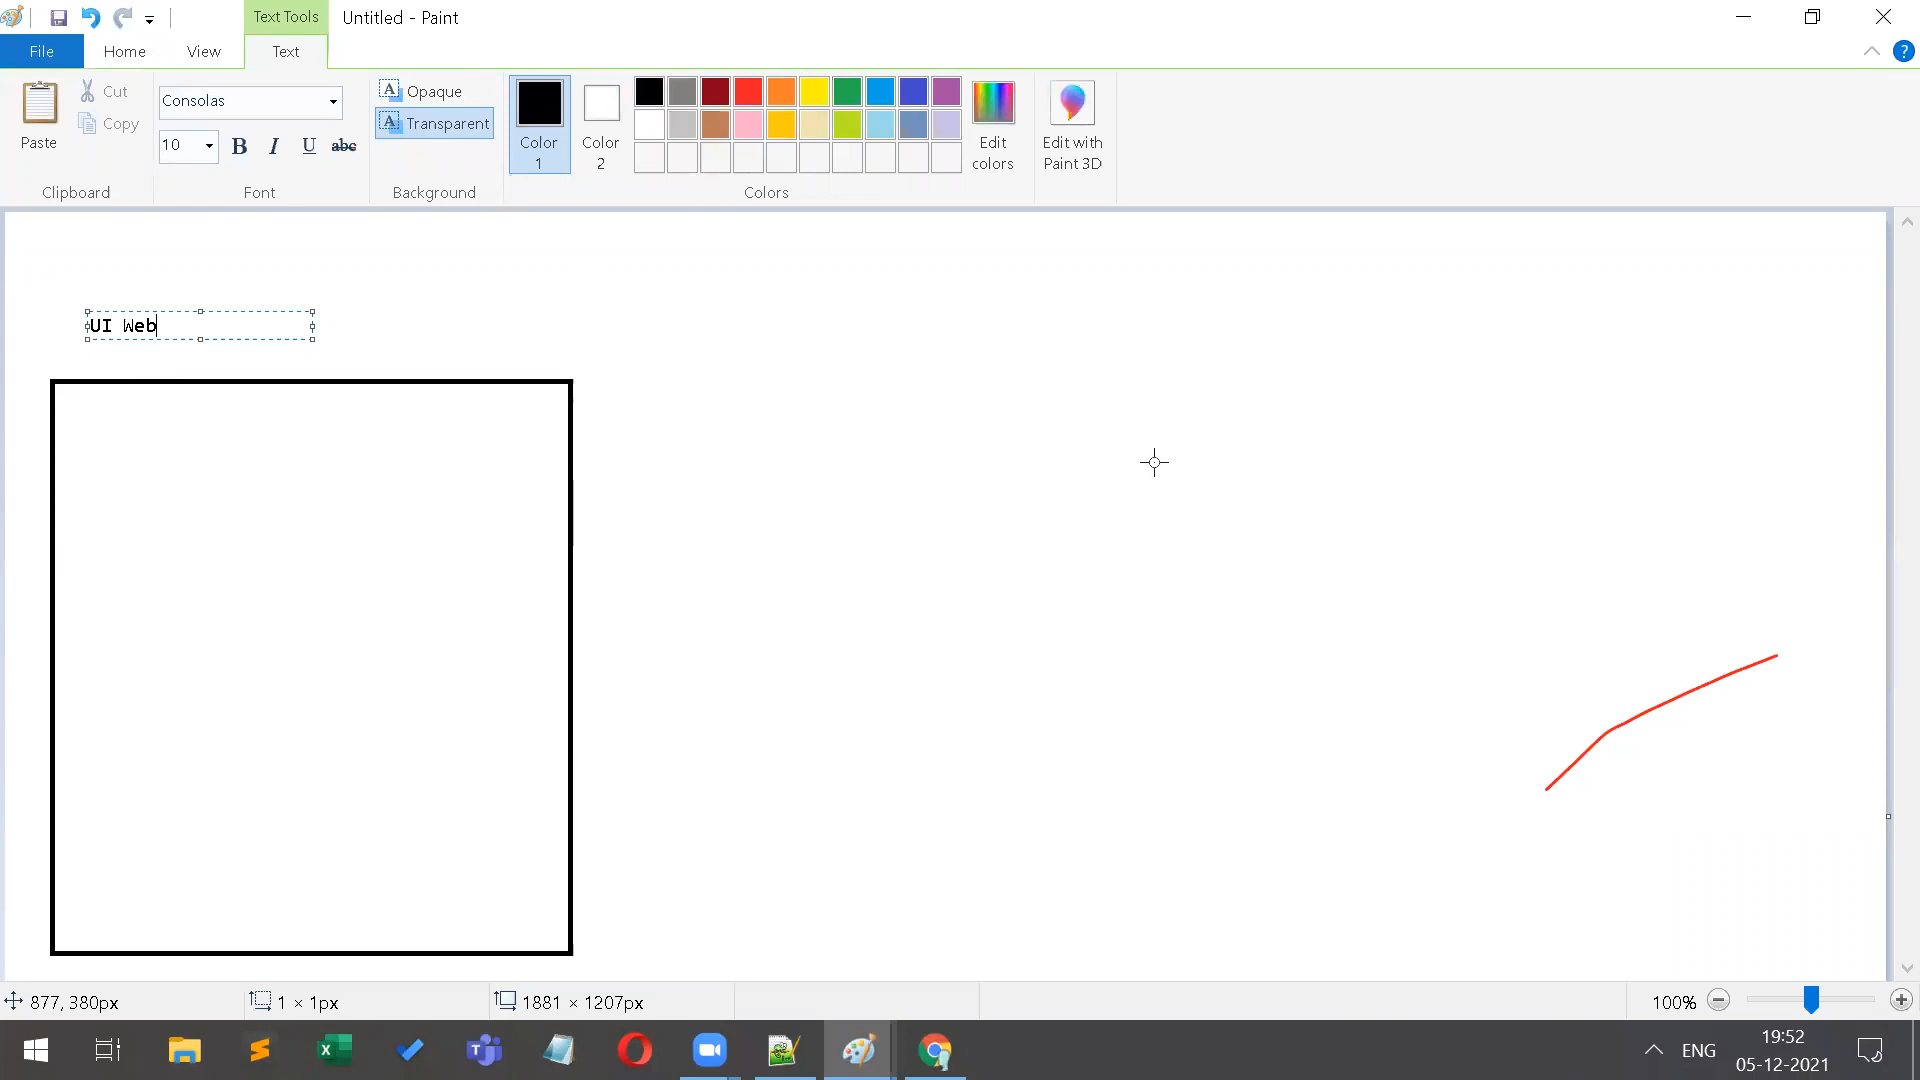 Text Tools
Untitled - Paint
File
Home
View
Text
?
Paste
Cut
Copy
Clipboard
Consolas
10
B I U abc
Font
A Opaque
A Transparent
Background
Color 1
Color 2
Edit colors
Colors
Edit with Paint 3D
UI Web
877, 380px
1 × 1px
1881 × 1207px
100%
ENG
19:52
05-12-2021